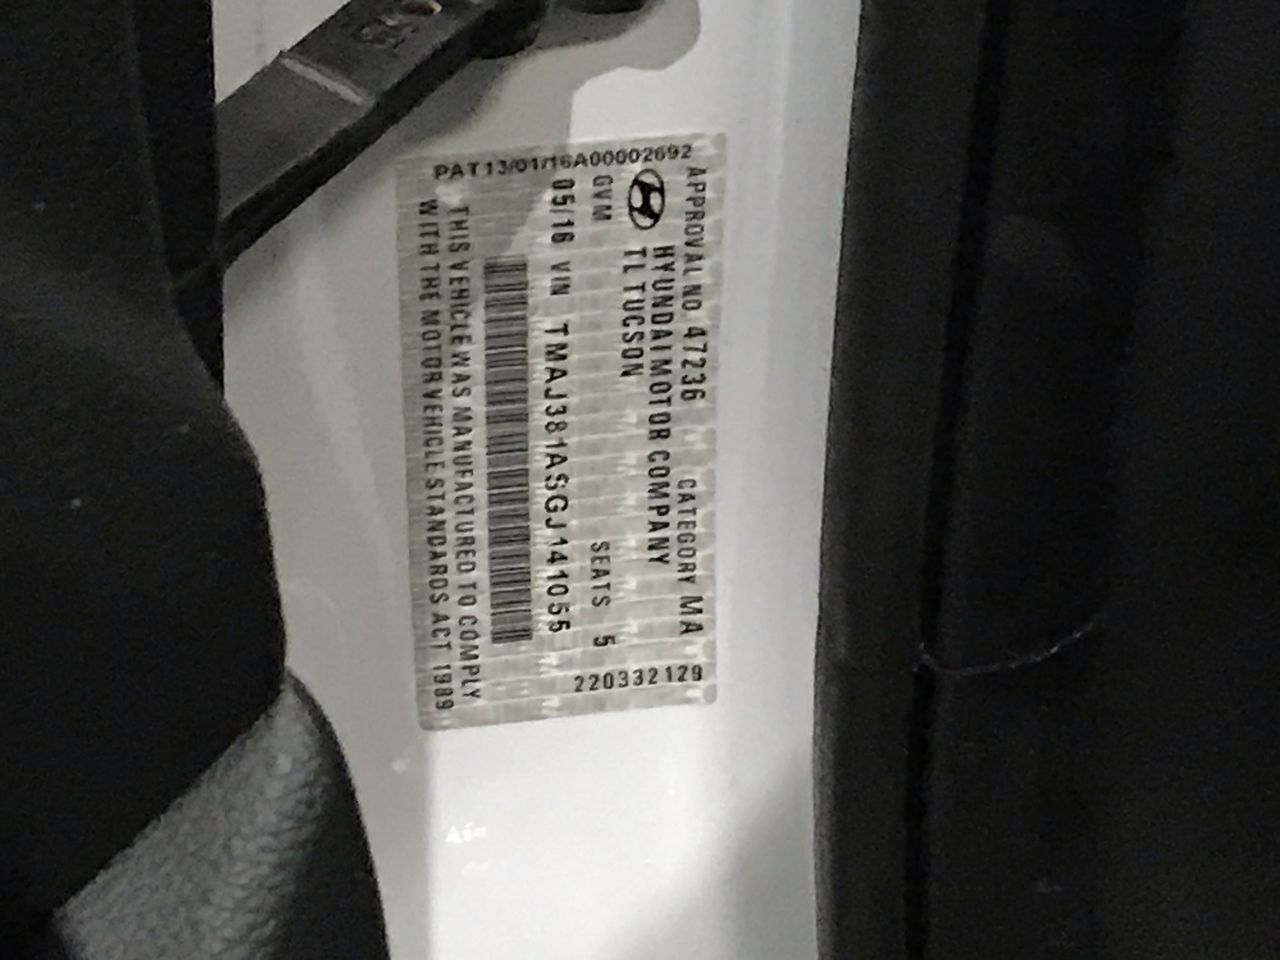 APPROVAL NO 47236 CATEGORY MA
HYUNDAI MOTOR COMPANY
TL TUCSON
GVM SEATS 5
05/16 VIN TMAJ381ASGJ141055
THIS VEHICLE WAS MANUFACTURED TO COMPLY
WITH THE MOTOR VEHICLE STANDARDS ACT 1989
PAT13/01/16A00002692
220332129